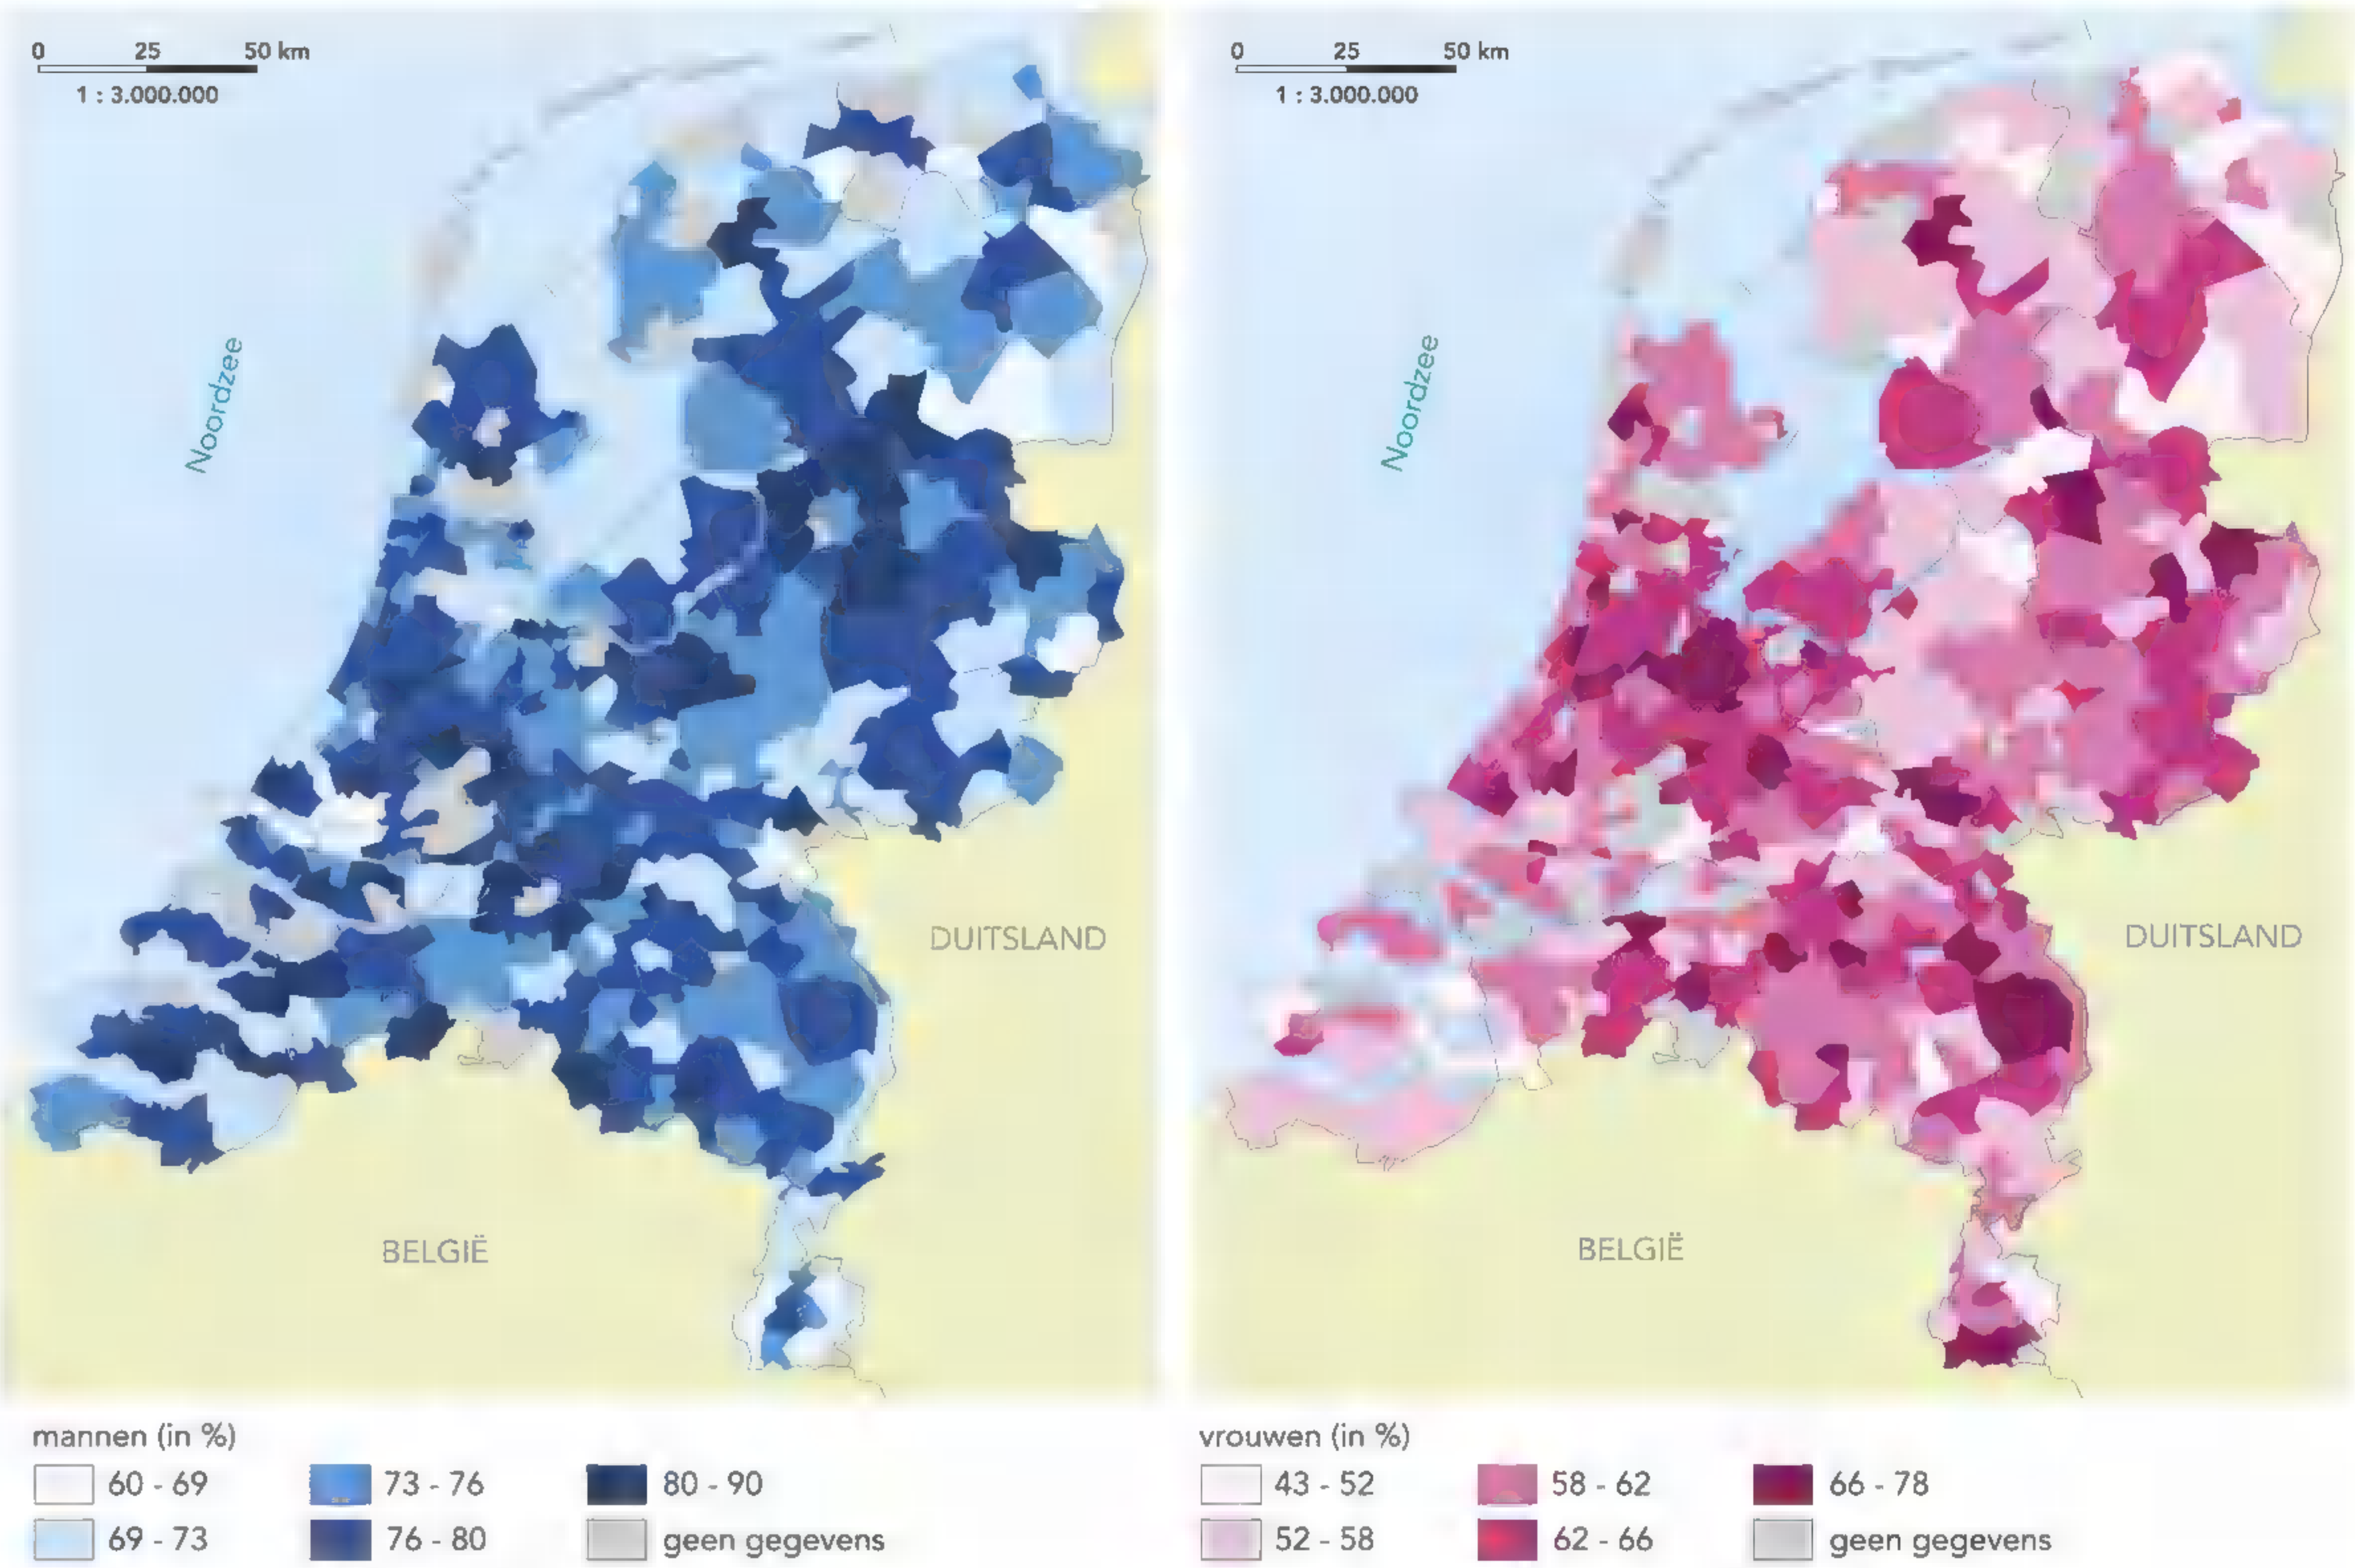 0 25 50 km
1 : 3.000.000
Noordzee
DUITSLAND
BELGIË
mannen (in %)
60 - 69
69 - 73
73 - 76
76 - 80
80 - 90
geen gegevens
0 25 50 km
1 : 3.000.000
Noordzee
DUITSLAND
BELGIË
vrouwen (in %)
43 - 52
52 - 58
58 - 62
62 - 66
66 - 78
geen gegevens